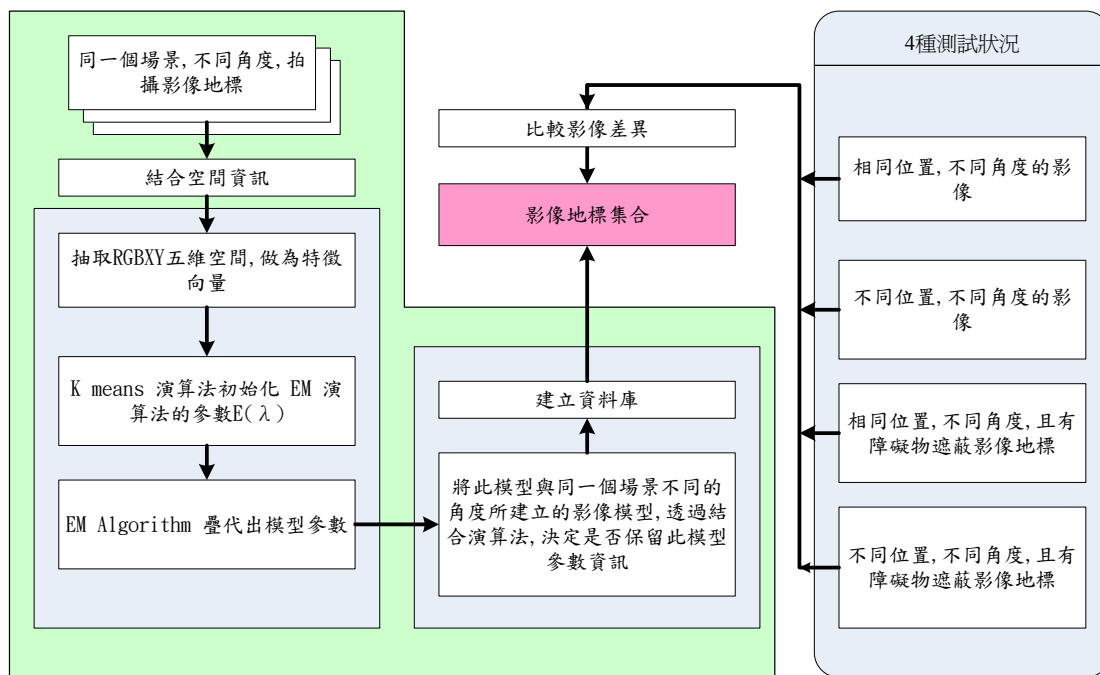 同一個場景,不同角度,拍
攝影像地標
結合空間資訊
抽取RGBXY五維空間,做為特徵
向量
K means 演算法初始化 EM 演
算法的參數E(λ)
EM Algorithm 疊代出模型參數
將此模型與同一個場景不同的
角度所建立的影像模型,透過結
合演算法,決定是否保留此模型
參數資訊
建立資料庫
影像地標集合
比較影像差異
4種測試狀況
相同位置,不同角度的影
像
不同位置,不同角度的影
像
相同位置,不同角度,且有
障礙物遮蔽影像地標
不同位置,不同角度,且有
障礙物遮蔽影像地標